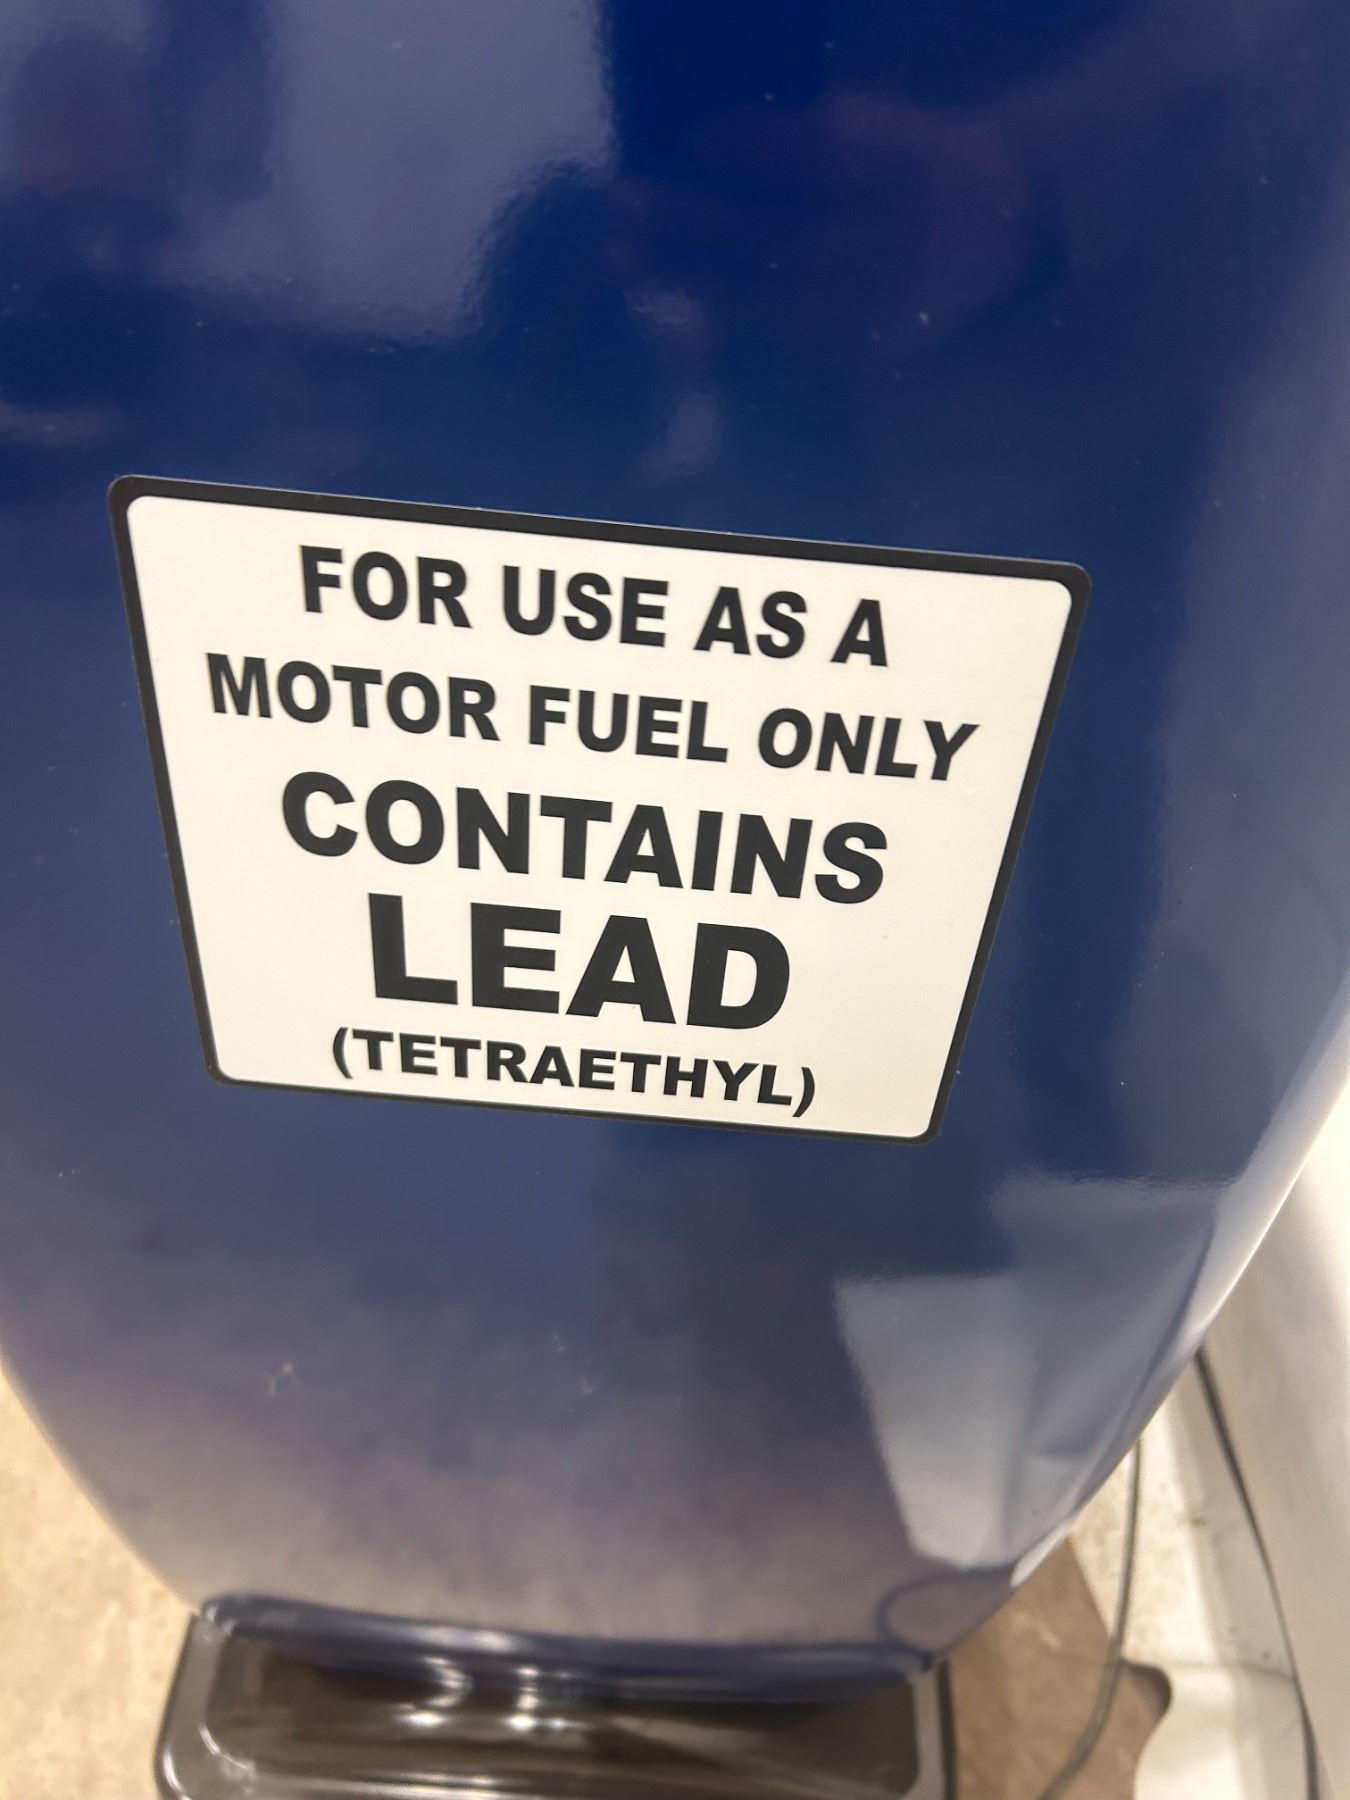 FOR USE AS A
MOTOR FUEL ONLY
CONTAINS
LEAD
(TETRAETHYL)